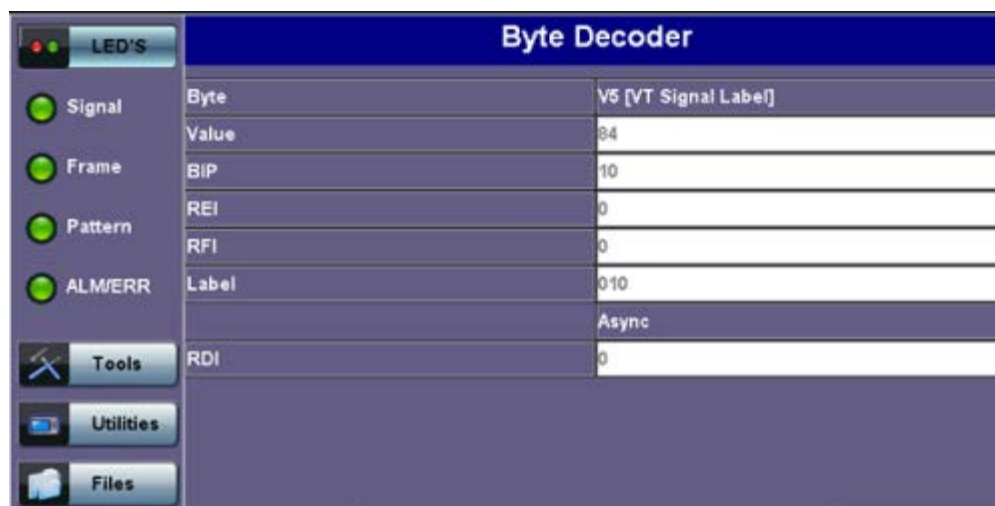 LED'S
Byte Decoder
Signal
Frame
Pattern
ALM/ERR
Tools
Utilities
Files
Byte V5 [VT Signal Label]
Value 84
BIP 10
REI 0
RFI 0
Label 010
Async
RDI 0